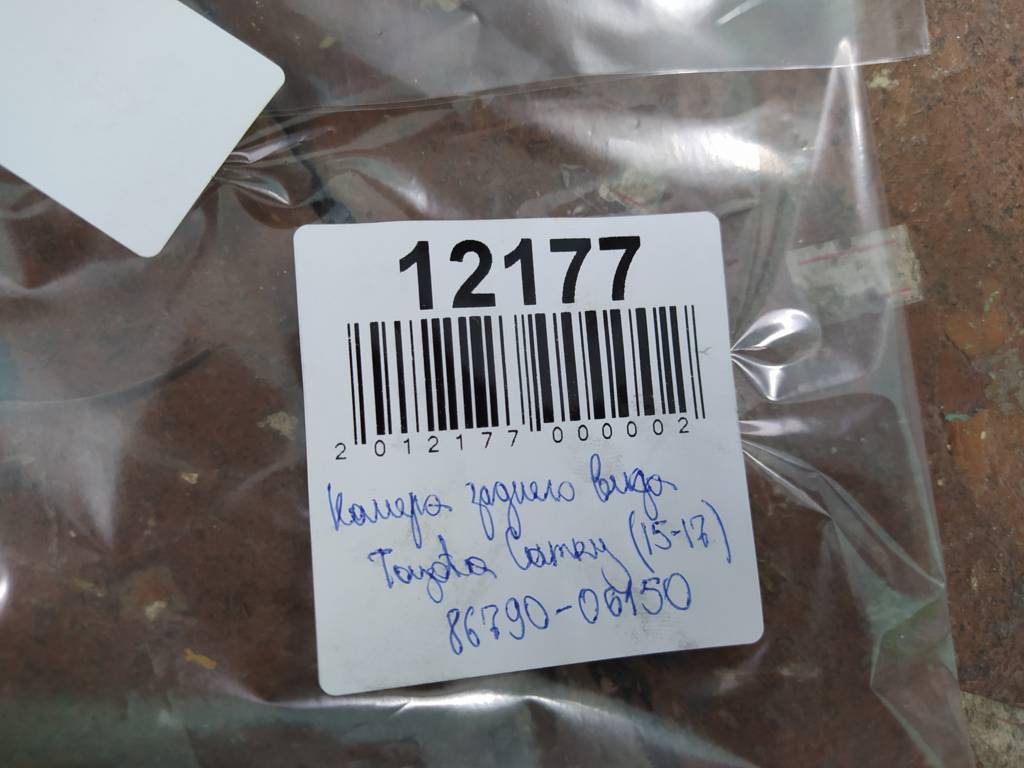 12177
2 012177 000002
Камера заднего вида
Toyota Camry (15-17)
86790-06150